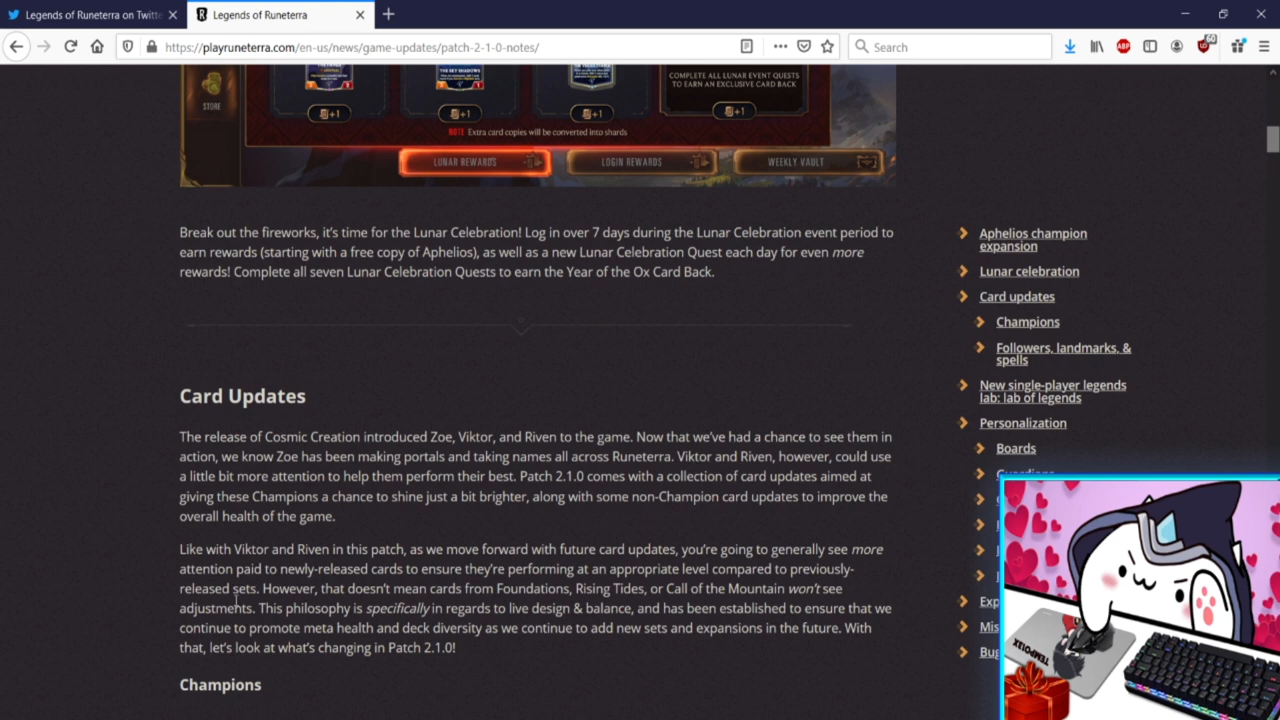 Legends of Runeterra on Twitte
Legends of Runeterra
https://playruneterra.com/en-us/news/game-updates/patch-2-1-0-notes/
Search
ABP
60
STORE
THE SKY SHADOWS
COMPLETE ALL LUNAR EVENT QUESTS
TO EARN AN EXCLUSIVE CARD BACK
+1
+1
+1
+1
NOTE Extra card copies will be converted into shards
LUNAR REWARDS
LOGIN REWARDS
WEEKLY VAULT
Break out the fireworks, it's time for the Lunar Celebration! Log in over 7 days during the Lunar Celebration event period to
earn rewards (starting with a free copy of Aphelios), as well as a new Lunar Celebration Quest each day for even more
rewards! Complete all seven Lunar Celebration Quests to earn the Year of the Ox Card Back.
Card Updates
The release of Cosmic Creation introduced Zoe, Viktor, and Riven to the game. Now that we've had a chance to see them in
action, we know Zoe has been making portals and taking names all across Runeterra. Viktor and Riven, however, could use
a little bit more attention to help them perform their best. Patch 2.1.0 comes with a collection of card updates aimed at
giving these Champions a chance to shine just a bit brighter, along with some non-Champion card updates to improve the
overall health of the game.
Like with Viktor and Riven in this patch, as we move forward with future card updates, you're going to generally see more
attention paid to newly-released cards to ensure they're performing at an appropriate level compared to previously-
released sets. However, that doesn't mean cards from Foundations, Rising Tides, or Call of the Mountain won't see
adjustments. This philosophy is specifically in regards to live design & balance, and has been established to ensure that we
continue to promote meta health and deck diversity as we continue to add new sets and expansions in the future. With
that, let's look at what's changing in Patch 2.1.0!
Champions
Aphelios champion
expansion
Lunar celebration
Card updates
Champions
Followers, landmarks, &
spells
New single-player legends
lab: lab of legends
Personalization
Boards
Guardians
Exp
Mis
Bug
TEMPO1EX